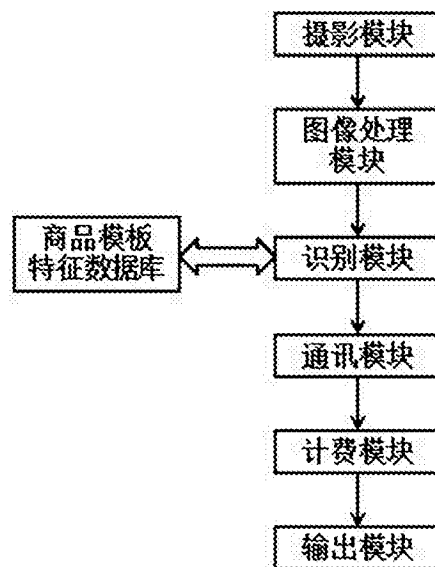 摄影模块
图像处理
模块
商品模板
特征数据库
识别模块
通讯模块
计费模块
输出模块